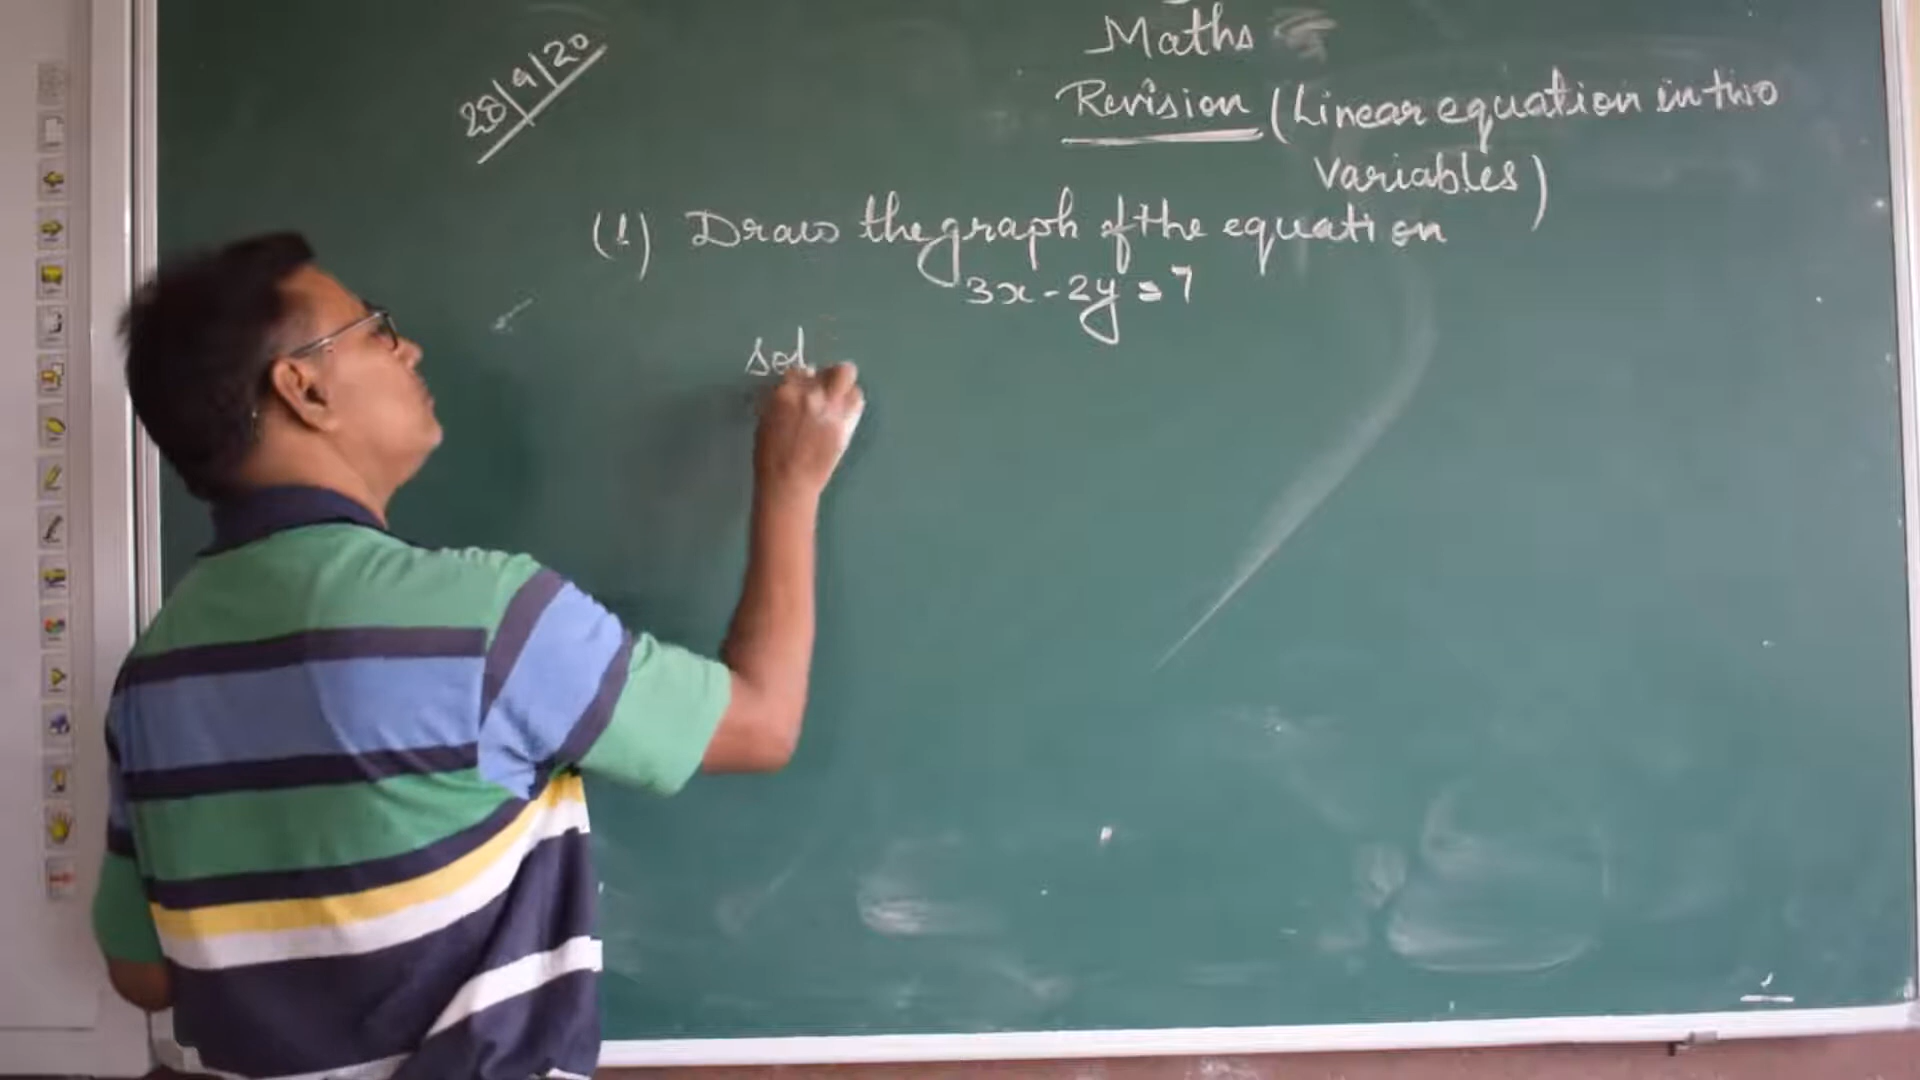 28/9/20
Maths
Revision (Linear equation in two
variables)
(1) Draw the graph of the equation
3x - 2y = 7
sol